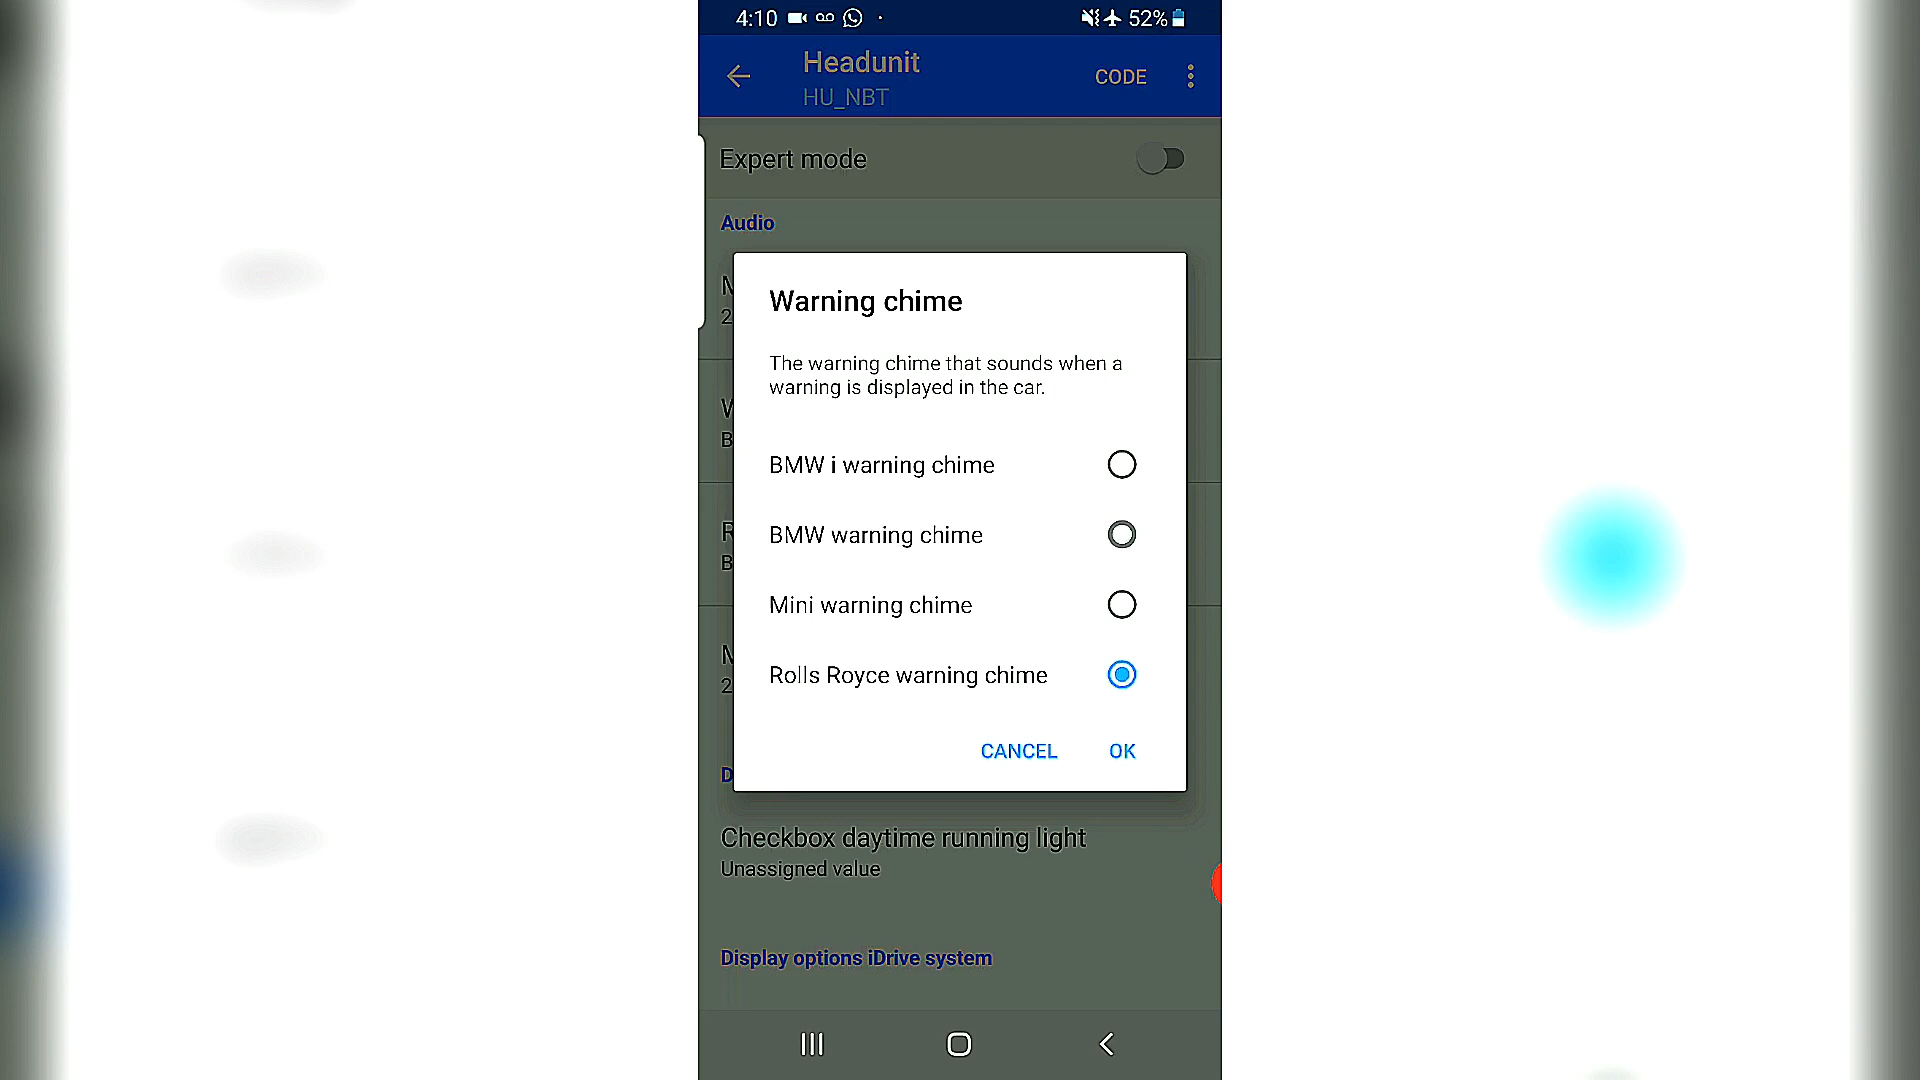 4:10
52%
Headunit
HU_NBT
CODE
Expert mode
Audio
Warning chime
The warning chime that sounds when a
warning is displayed in the car.
BMW i warning chime
BMW warning chime
Mini warning chime
Rolls Royce warning chime
CANCEL
OK
Checkbox daytime running light
Unassigned value
Display options iDrive system